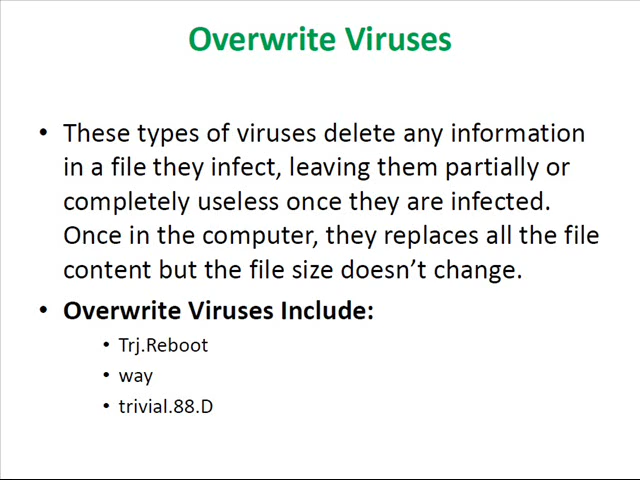 Overwrite Viruses
• These types of viruses delete any information
in a file they infect, leaving them partially or
completely useless once they are infected.
Once in the computer, they replaces all the file
content but the file size doesn’t change.
• Overwrite Viruses Include:
• Trj.Reboot
• way
• trivial.88.D